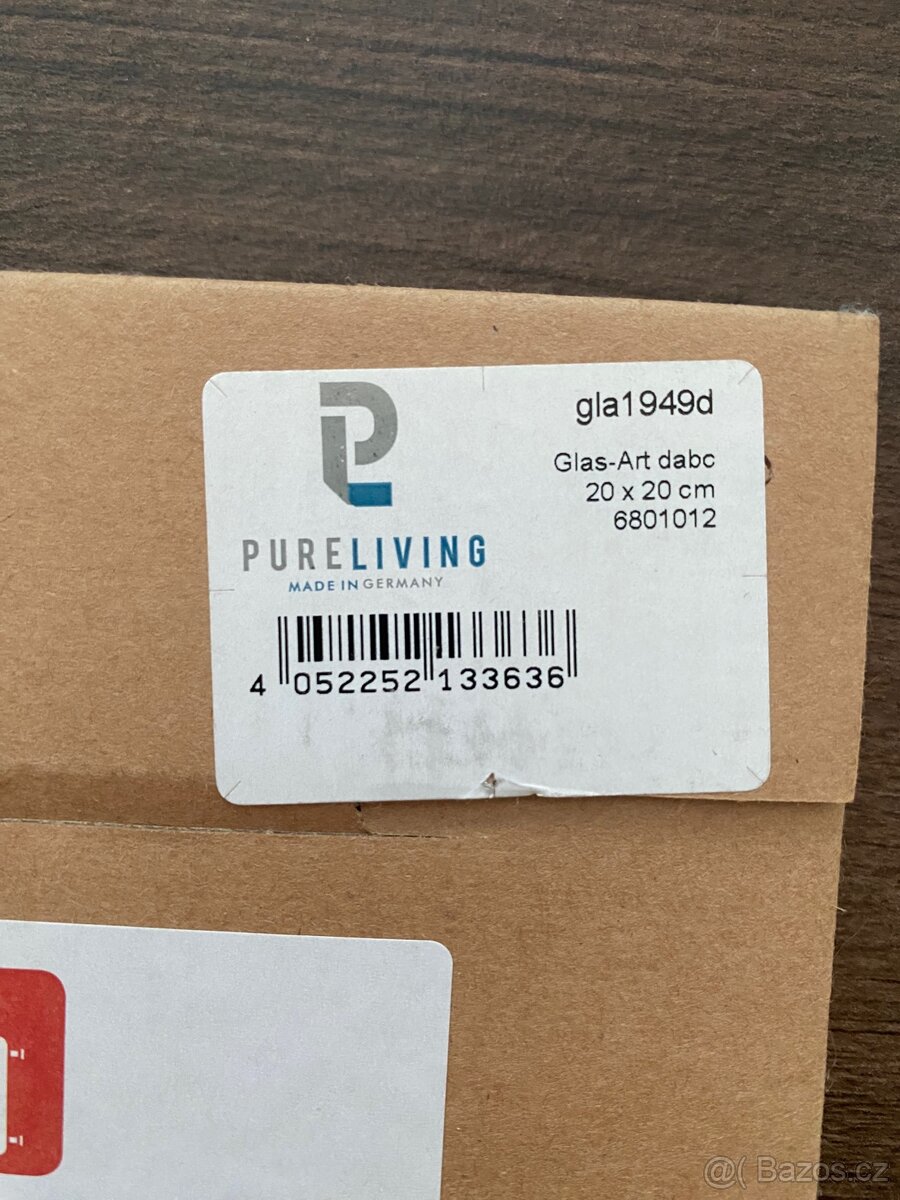 gla1949d
Glas-Art dabc
20 x 20 cm
6801012
PURELIVING
MADE IN GERMANY
4 052252 133636
@( Bazos.cz